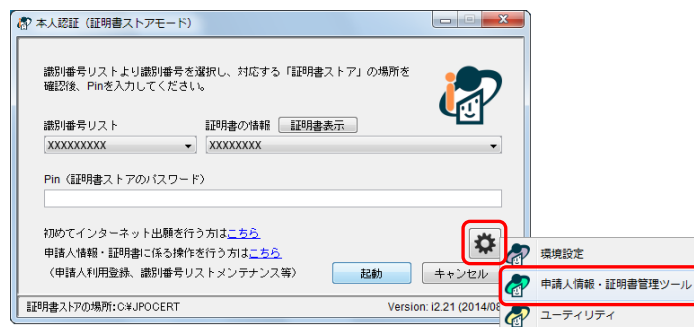 本人認証（証明書ストアモード）
識別番号リストより識別番号を選択し、対応する「証明書ストア」の場所を
確認後、Pinを入力してください。
識別番号リスト
証明書の情報 証明書表示
XXXXXXXXX
XXXXXXXX
Pin（証明書ストアのパスワード）
初めてインターネット出願を行う方はこちら
申請人情報・証明書に係る操作を行う方はこちら
（申請人利用登録、識別番号リストメンテナンス等）
起動
キャンセル
証明書ストアの場所:C¥JPOCERT
Version: i2.21 (2014/08
環境設定
申請人情報・証明書管理ツール
ユーティリティ